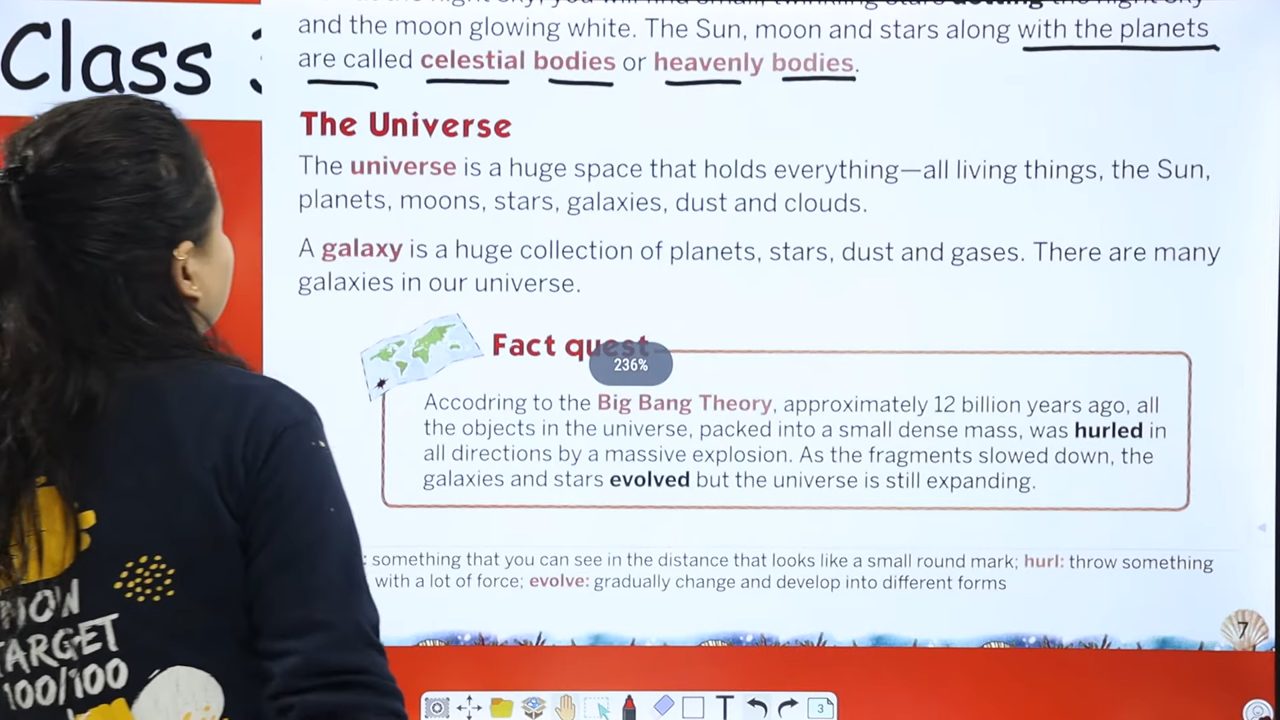 Class
and the moon glowing white. The Sun, moon and stars along with the planets
are called celestial bodies or heavenly bodies.
The Universe
The universe is a huge space that holds everything—all living things, the Sun,
planets, moons, stars, galaxies, dust and clouds.
A galaxy is a huge collection of planets, stars, dust and gases. There are many
galaxies in our universe.
Fact quest
236%
Accodring to the Big Bang Theory, approximately 12 billion years ago, all
the objects in the universe, packed into a small dense mass, was hurled in
all directions by a massive explosion. As the fragments slowed down, the
galaxies and stars evolved but the universe is still expanding.
: something that you can see in the distance that looks like a small round mark; hurl: throw something
with a lot of force; evolve: gradually change and develop into different forms
7
TARGET
100/100
T
3